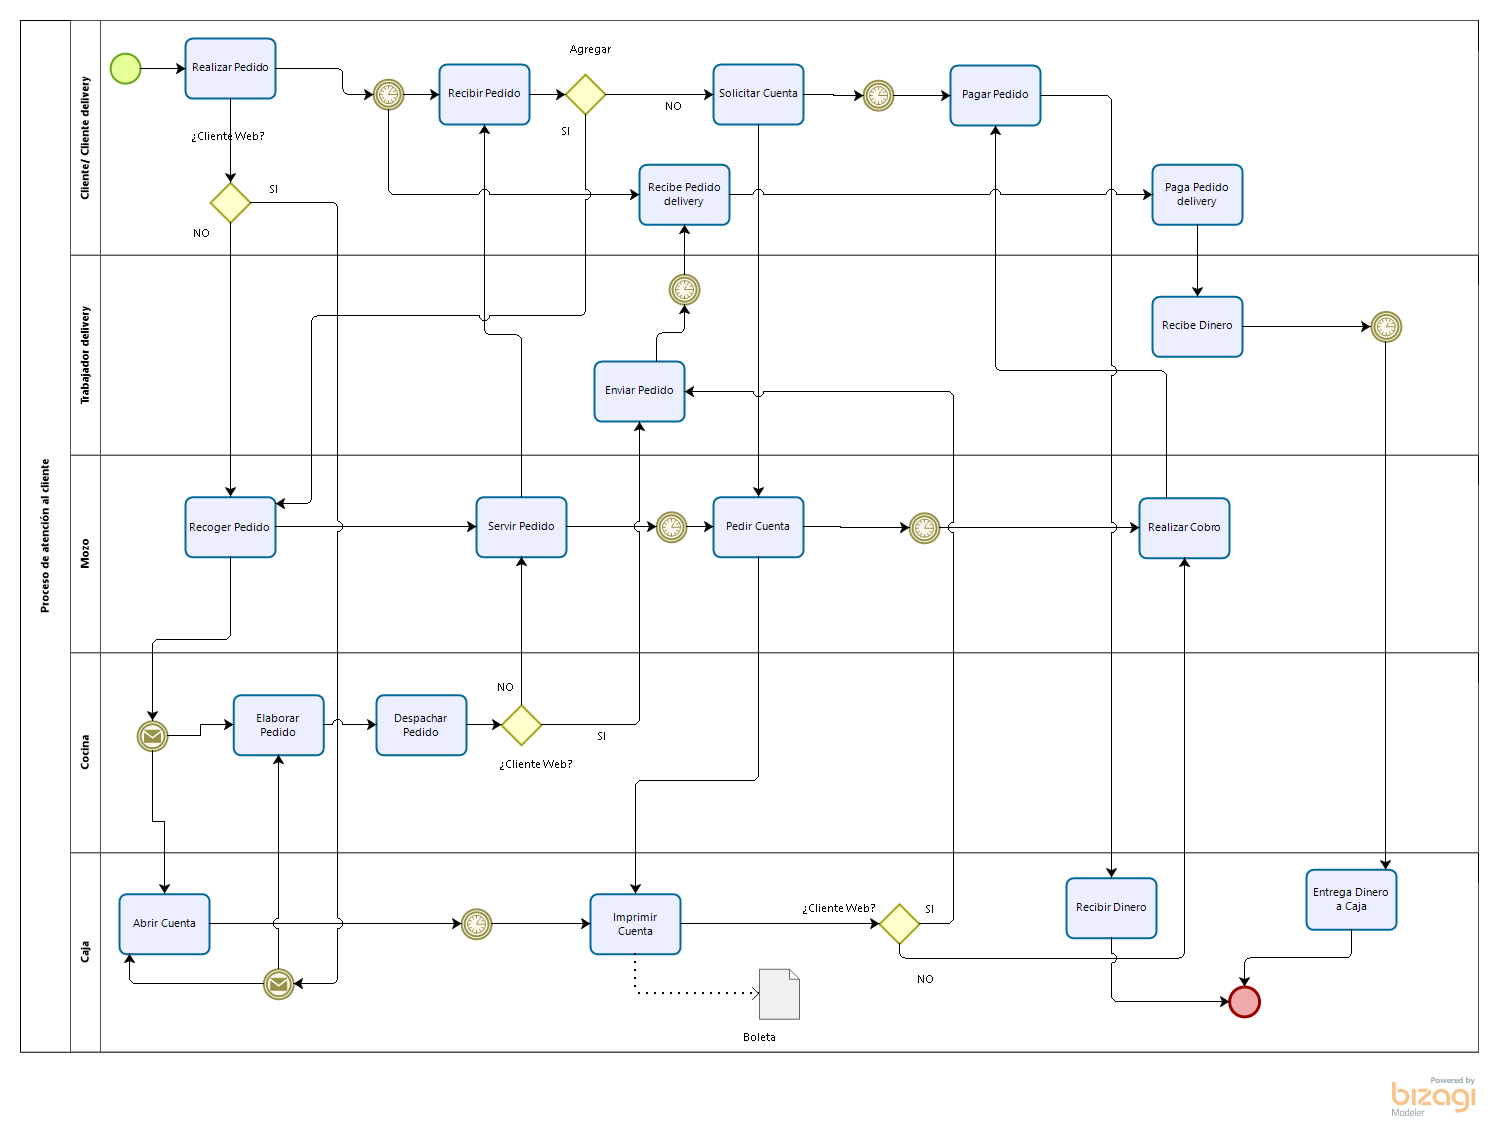 Proceso de atención al cliente
Cliente/ Cliente delivery
Realizar Pedido
¿Cliente Web?
SI
NO
Recibir Pedido
Agregar
NO
SI
Solicitar Cuenta
Pagar Pedido
Recibe Pedido
delivery
Paga Pedido
delivery
Trabajador delivery
Recibe Dinero
Enviar Pedido
Mozo
Recoger Pedido
Servir Pedido
Pedir Cuenta
Realizar Cobro
Cocina
Elaborar
Pedido
Despachar
Pedido
NO
SI
¿Cliente Web?
Caja
Abrir Cuenta
Imprimir
Cuenta
¿Cliente Web?
SI
NO
Recibir Dinero
Entrega Dinero
a Caja
Boleta
Powered by
bizagi
Modeler